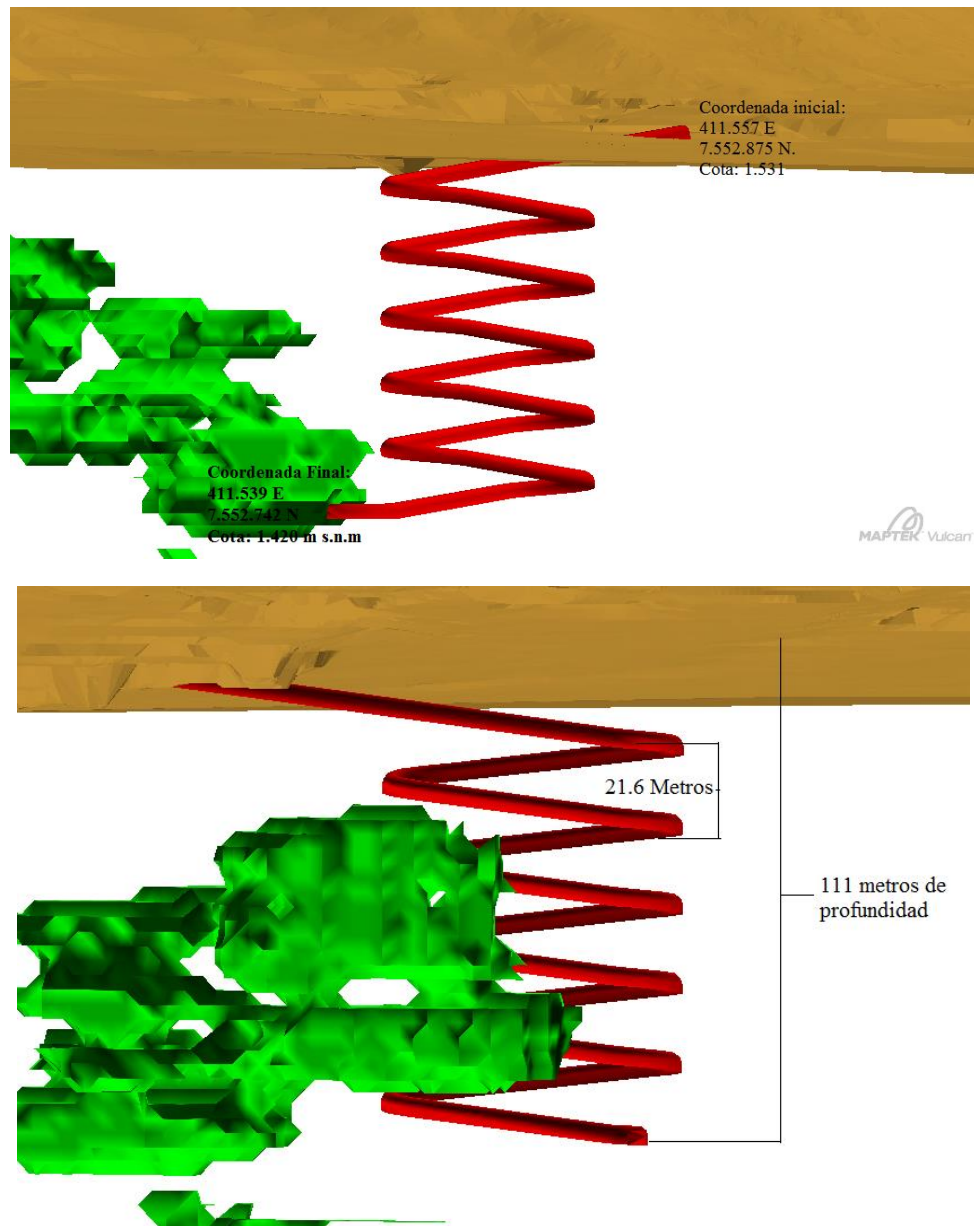 Coordenada inicial:
411.557 E
7.552.875 N.
Cota: 1.531
Coordenada Final:
411.539 E
7.552.742 N
Cota: 1.420 m s.n.m
MAPTEK Vulcan
21.6 Metros
111 metros de
profundidad